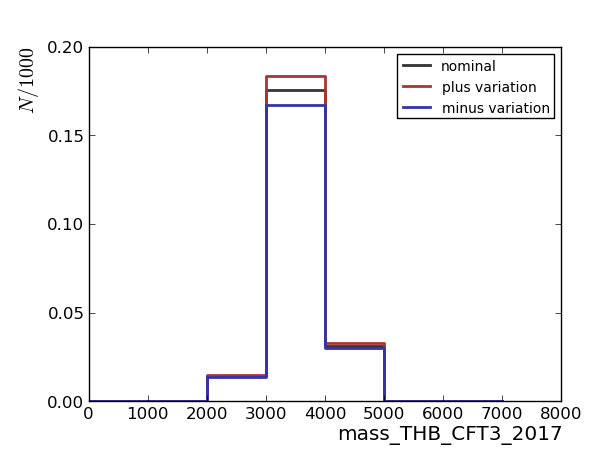 N/1000
0.20
0.15
0.10
0.05
0.00
nominal
plus variation
minus variation
0 1000 2000 3000 4000 5000 6000 7000 8000
mass_THB_CFT3_2017